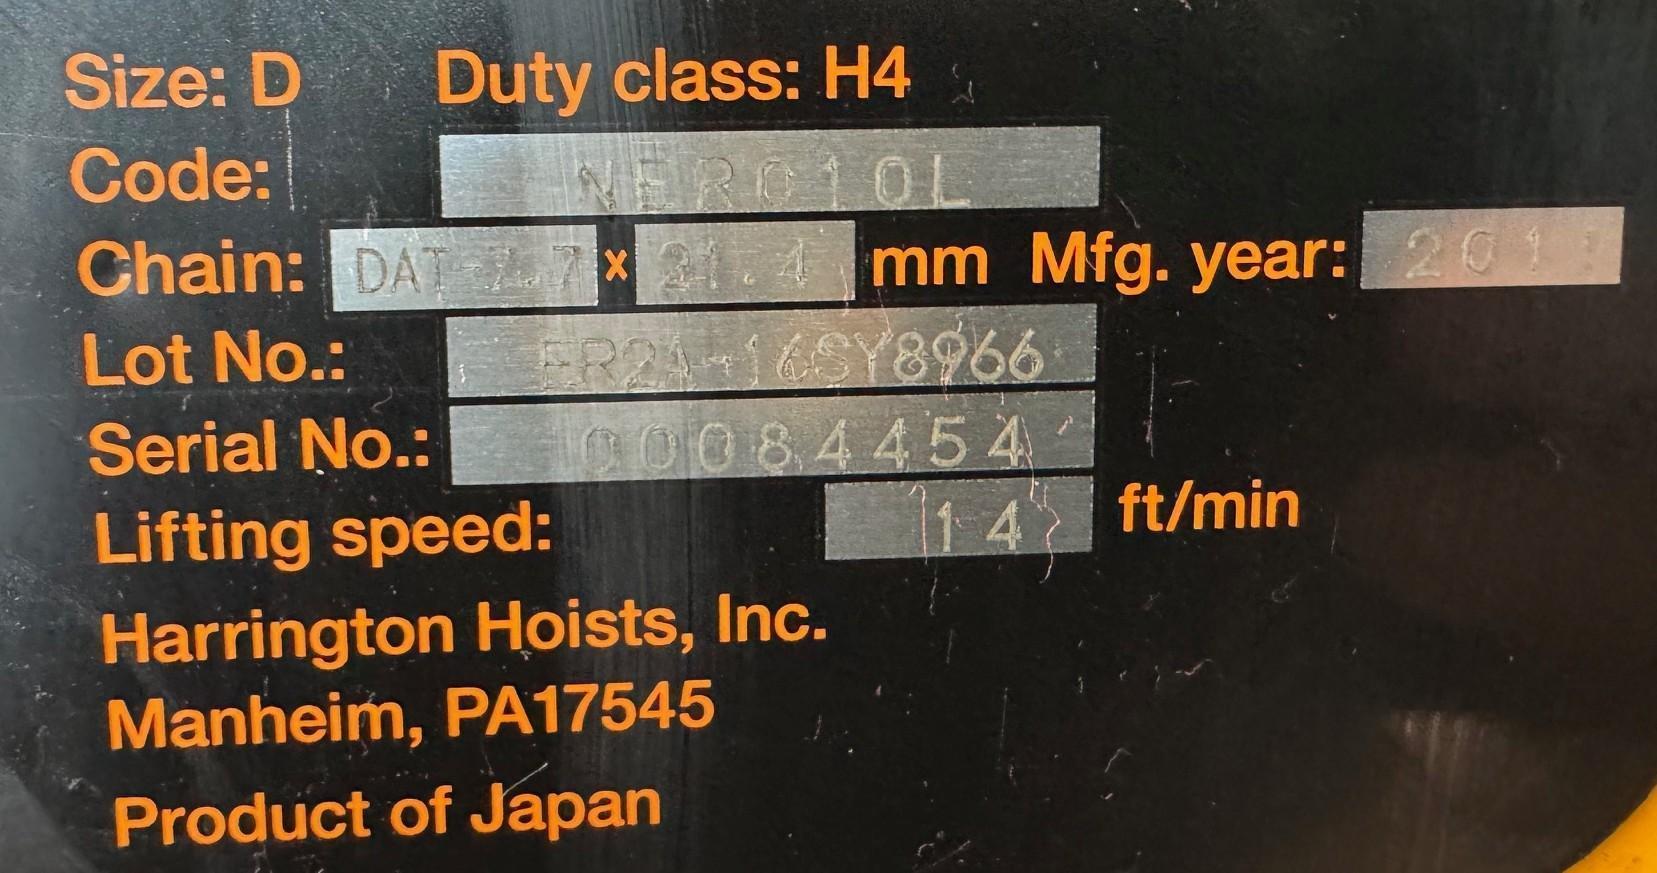 Size: D Duty class: H4
Code: NER010L
Chain: DAT-7.7 x 21.4 mm Mfg. year:
Lot No.: ER2A-16SY8966
Serial No.: 00084454
Lifting speed: 14 ft/min
Harrington Hoists, Inc.
Manheim, PA17545
Product of Japan